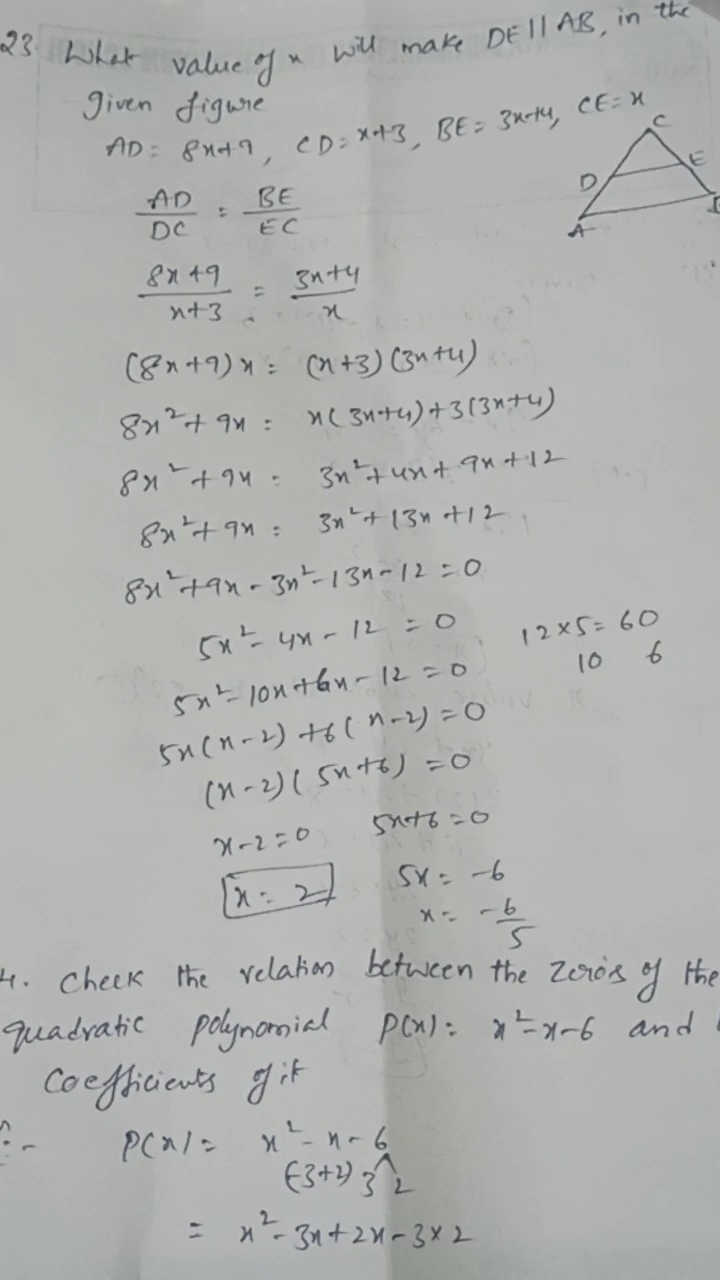 23. What value of x will make DE || AB, in the
given figure
AD = 8x+9, CD = x+3, BE = 3x+4, CE = x
C
D E
A
AD/DC = BE/EC
8x+9/x+3 = 3x+4/x
(8x+9)x = (x+3)(3x+4)
8x²+9x = x(3x+4)+3(3x+4)
8x²+9x = 3x²+4x+9x+12
8x²+9x = 3x²+13x+12
8x²+9x-3x²-13x-12=0
5x²-4x-12=0 12×5=60
5x²-10x+6x-12=0 10 6
5x(x-2)+6(x-2)=0
(x-2)(5x+6)=0
x-2=0 5x+6=0
x=2 5x=-6
x=-6/5
4. Check the relation between the zerois of the
quadratic polynomial P(x) = x²-x-6 and
Coefficients of it
:- P(x) = x²-x-6
(-3+2) 3 2
= x²-3x+2x-3×2